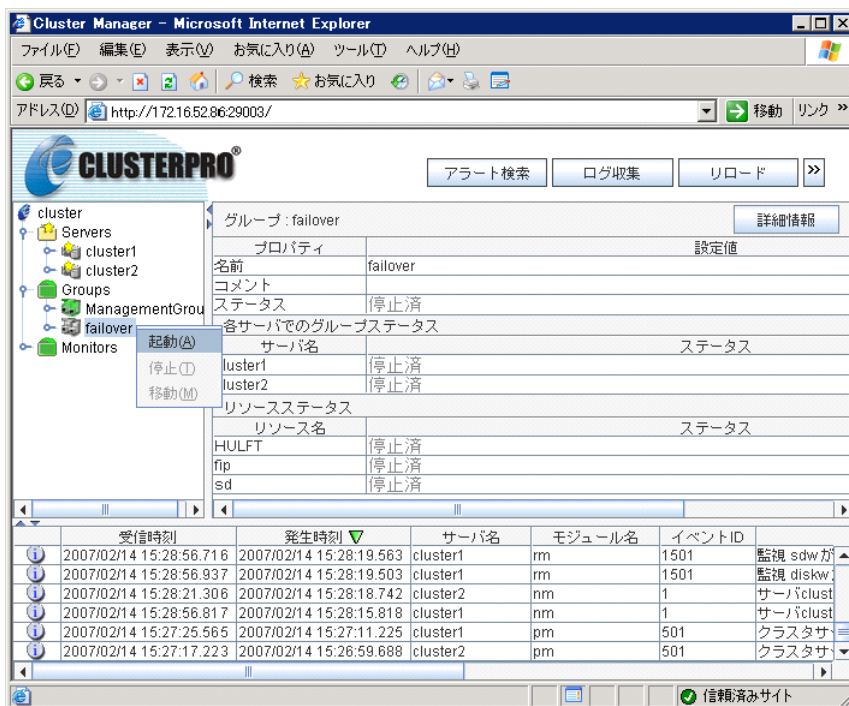 Cluster Manager - Microsoft Internet Explorer
ファイル(F) 編集(E) 表示(V) お気に入り(A) ツール(T) ヘルプ(H)
戻る 検索 お気に入り
アドレス(D) http://172.16.52.86:29003/ 移動 リンク »
CLUSTERPRO®
アラート検索 ログ収集 リロード >>
cluster
Servers
cluster1
cluster2
Groups
ManagementGrou
failover
Monitors
起動(A)
停止(T)
移動(M)
グループ : failover 詳細情報
プロパティ 設定値
名前 failover
コメント
ステータス 停止済
各サーバでのグループステータス
サーバ名 ステータス
luster1 停止済
luster2 停止済
リソースステータス
リソース名 ステータス
HULFT 停止済
fip 停止済
sd 停止済
受信時刻 発生時刻 サーバ名 モジュール名 イベントID
2007/02/14 15:28:56.716 2007/02/14 15:28:19.563 cluster1 rm 1501 監視 sdw が
2007/02/14 15:28:56.937 2007/02/14 15:28:19.503 cluster1 rm 1501 監視 diskw
2007/02/14 15:28:21.306 2007/02/14 15:28:18.742 cluster2 nm 1 サーバclust
2007/02/14 15:28:56.817 2007/02/14 15:28:15.818 cluster1 nm 1 サーバclust
2007/02/14 15:27:25.565 2007/02/14 15:27:11.225 cluster1 pm 501 クラスタサ
2007/02/14 15:27:17.223 2007/02/14 15:26:59.688 cluster2 pm 501 クラスタサ
信頼済みサイト